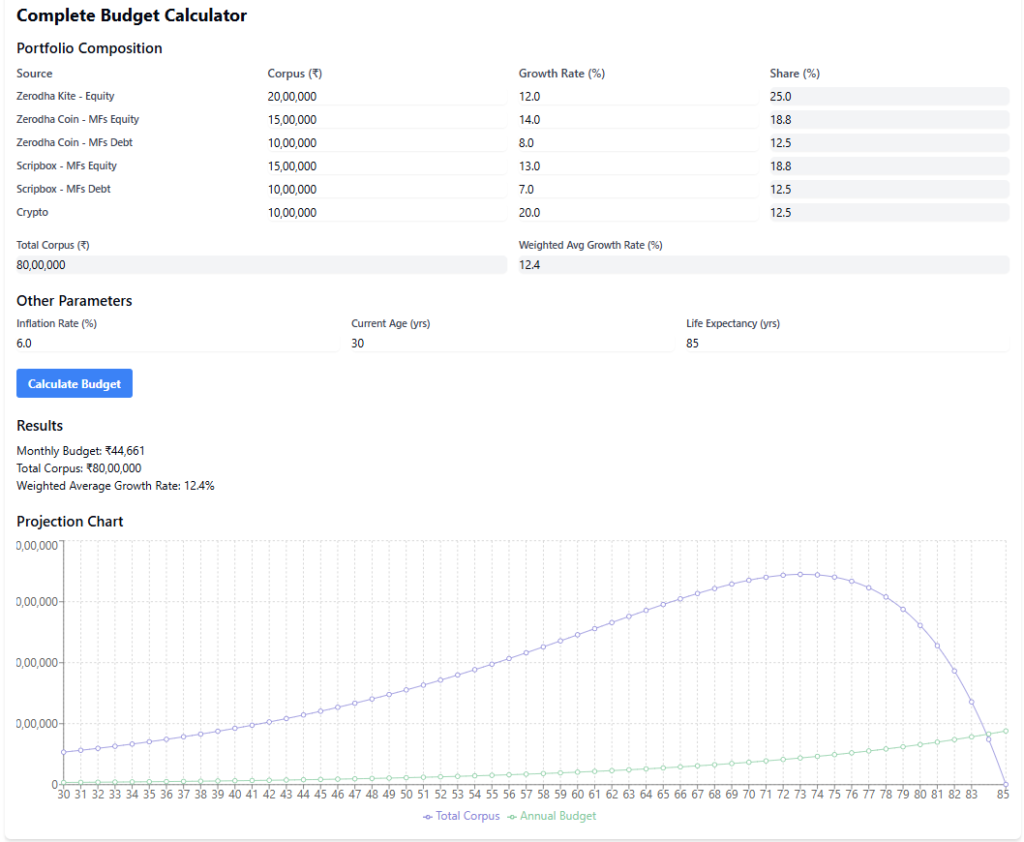 Complete Budget Calculator
Portfolio Composition
Source Corpus (₹) Growth Rate (%) Share (%)
Zerodha Kite - Equity 20,00,000 12.0 25.0
Zerodha Coin - MFs Equity 15,00,000 14.0 18.8
Zerodha Coin - MFs Debt 10,00,000 8.0 12.5
Scripbox - MFs Equity 15,00,000 13.0 18.8
Scripbox - MFs Debt 10,00,000 7.0 12.5
Crypto 10,00,000 20.0 12.5
Total Corpus (₹) Weighted Avg Growth Rate (%)
80,00,000 12.4
Other Parameters
Inflation Rate (%) Current Age (yrs) Life Expectancy (yrs)
6.0 30 85
Calculate Budget
Results
Monthly Budget: ₹44,661
Total Corpus: ₹80,00,000
Weighted Average Growth Rate: 12.4%
Projection Chart
0,00,000
0,00,000
0,00,000
0,00,000
0
30 31 32 33 34 35 36 37 38 39 40 41 42 43 44 45 46 47 48 49 50 51 52 53 54 55 56 57 58 59 60 61 62 63 64 65 66 67 68 69 70 71 72 73 74 75 76 77 78 79 80 81 82 83 85
Total Corpus Annual Budget